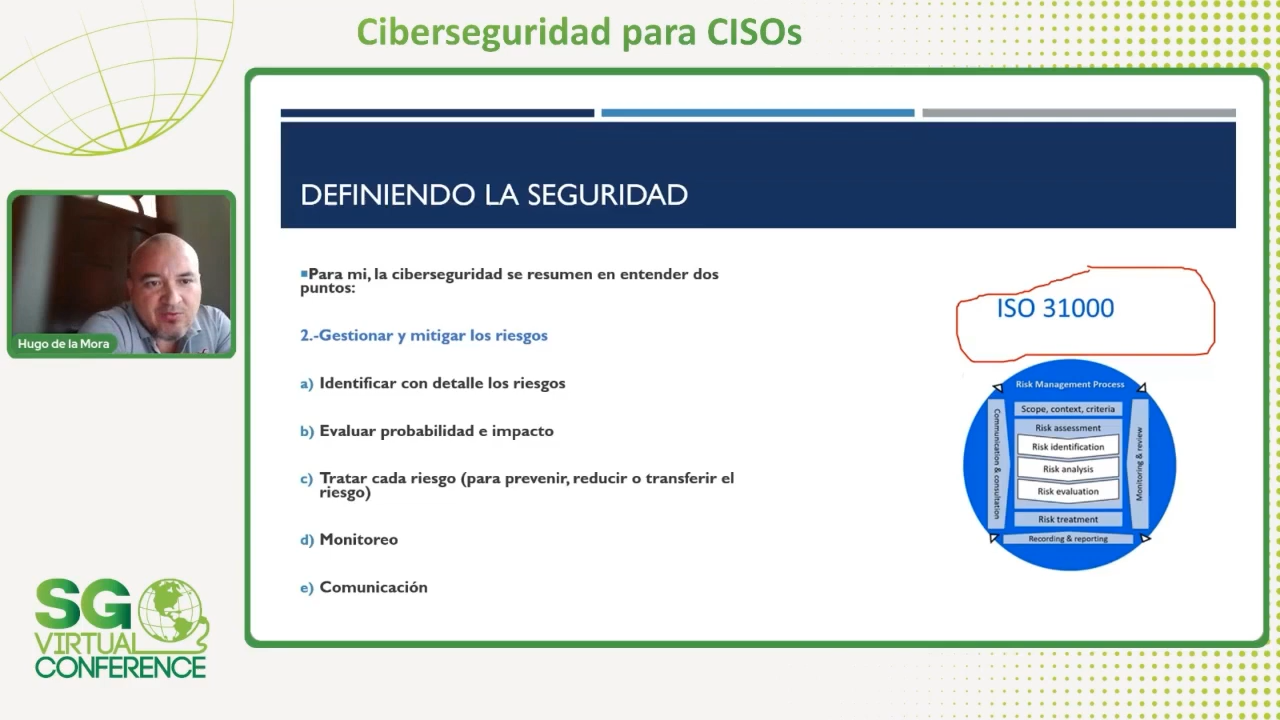 Ciberseguridad para CISOs
DEFINIENDO LA SEGURIDAD
Para mi, la ciberseguridad se resumen en entender dos
puntos:
2.-Gestionar y mitigar los riesgos
a) Identificar con detalle los riesgos
b) Evaluar probabilidad e impacto
c) Tratar cada riesgo (para prevenir, reducir o transferir el
riesgo)
d) Monitoreo
e) Comunicación
ISO 31000
Risk Management Process
Communication & consultation
Scope, context, criteria
Risk assessment
Risk identification
Risk analysis
Risk evaluation
Risk treatment
Recording & reporting
Monitoring & review
Hugo de la Mora
SG
VIRTUAL
CONFERENCE